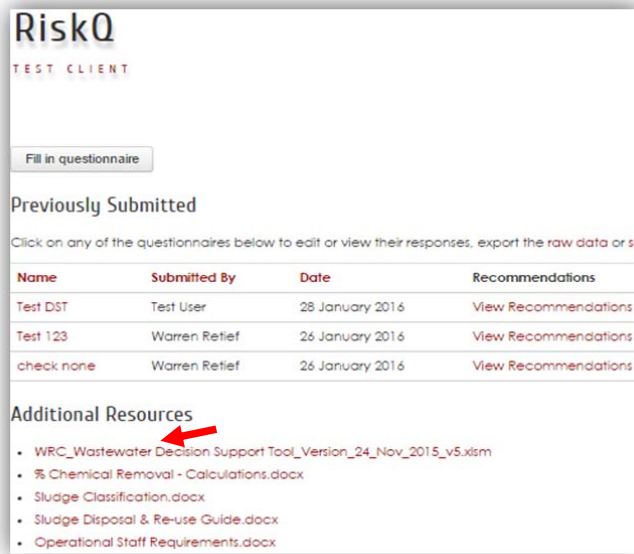 RiskQ
TEST CLIENT
Fill in questionnaire
Previously Submitted
Click on any of the questionnaires below to edit or view their responses, export the raw data or s
Name Submitted By Date Recommendations
Test DST Test User 28 January 2016 View Recommendations
Test 123 Warren Retief 26 January 2016 View Recommendations
check none Warren Retief 26 January 2016 View Recommendations
Additional Resources
• WRC_Wastewater Decision Support Tool_Version_24_Nov_2015_v5.xlsm
• % Chemical Removal - Calculations.docx
• Sludge Classification.docx
• Sludge Disposal & Re-use Guide.docx
• Operational Staff Requirements.docx